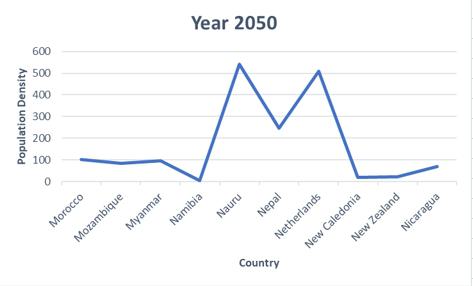 Year 2050
600
500
400
300
200
100
0
Population Density
Morocco
Mozambique
Myanmar
Namibia
Nauru
Nepal
Netherlands
New Caledonia
New Zealand
Nicaragua
Country